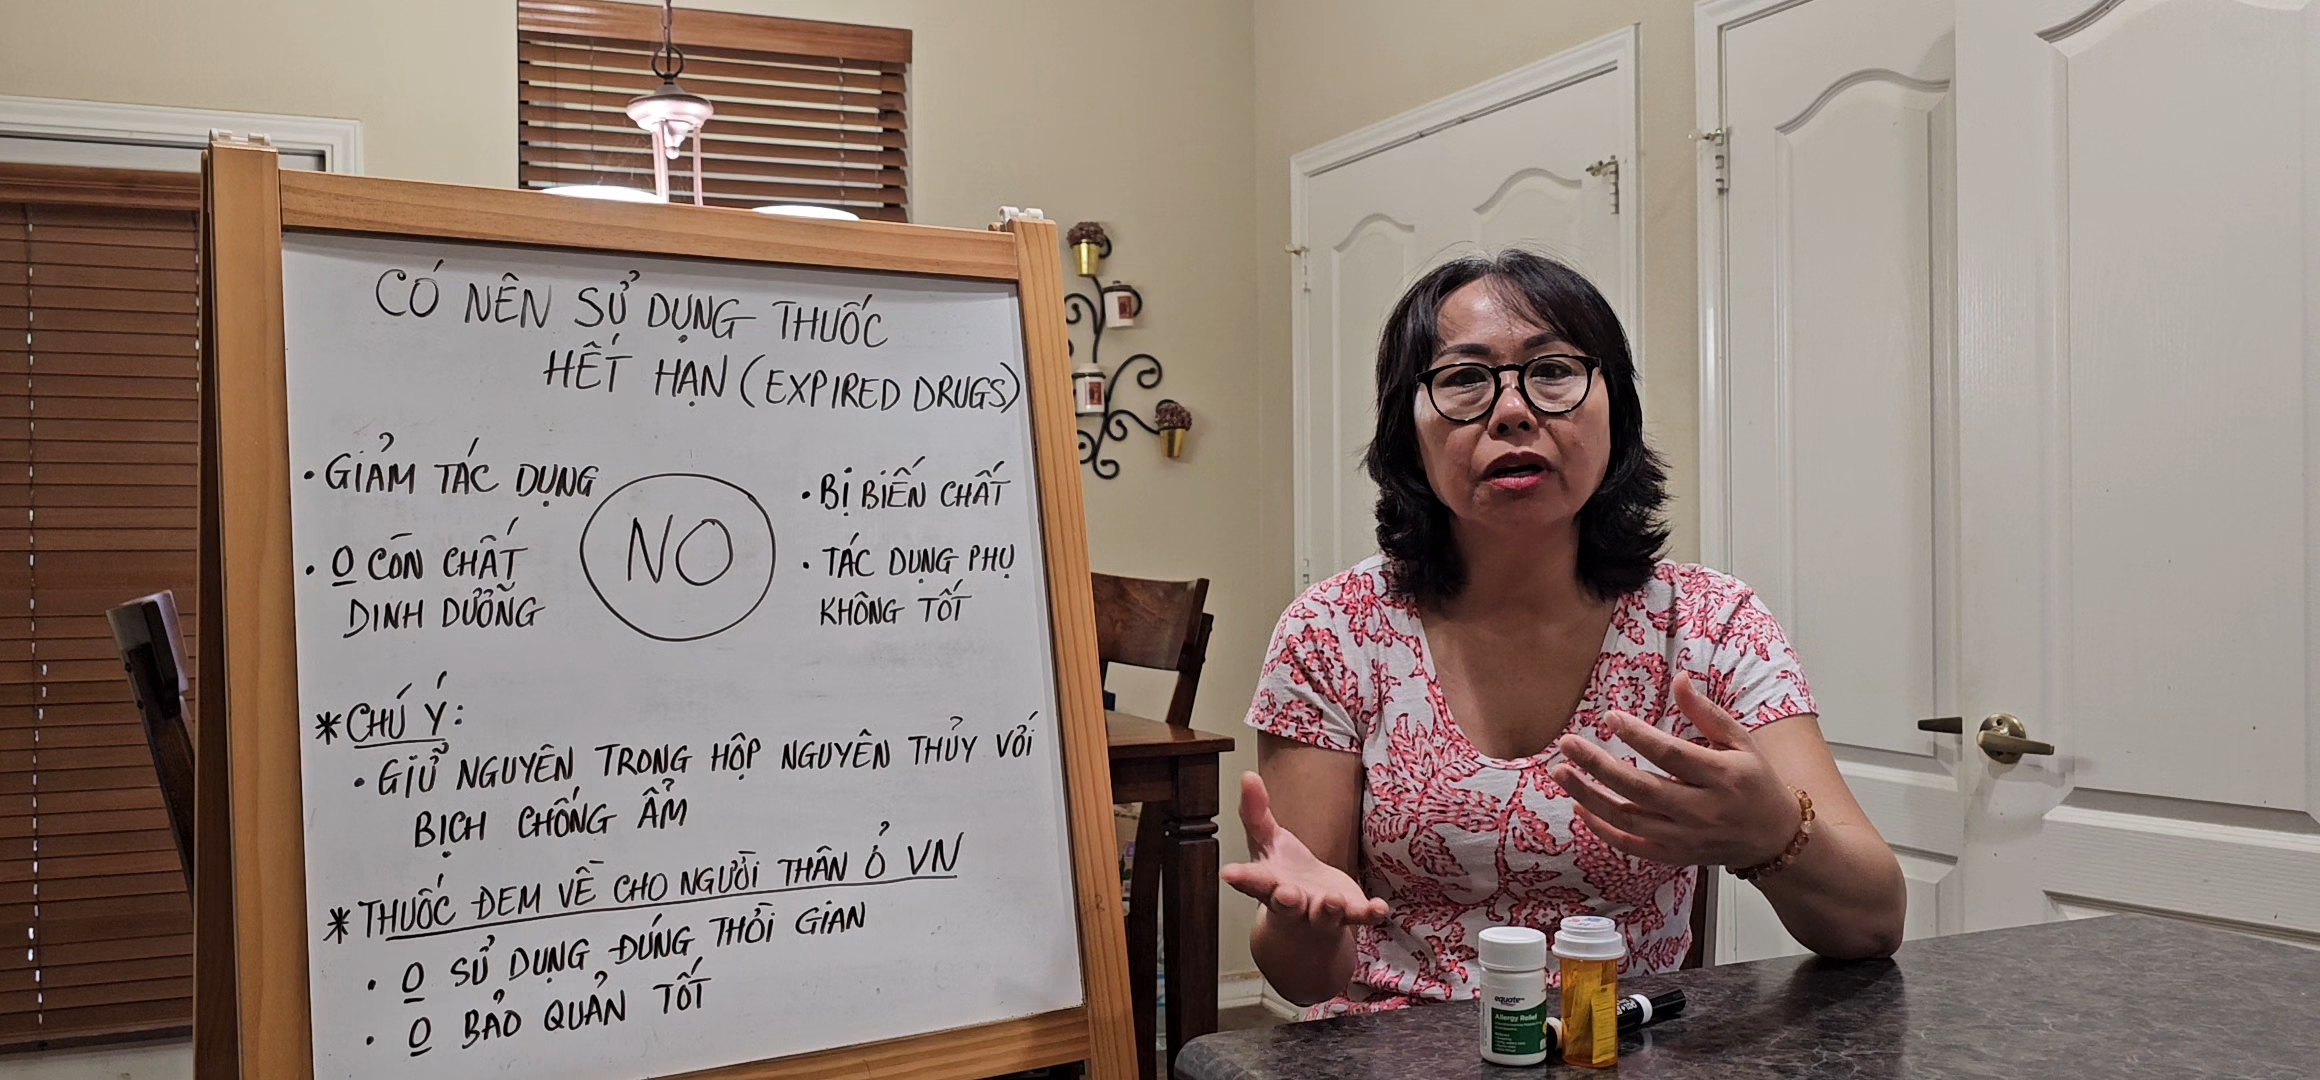 CÓ NÊN SỬ DỤNG THUỐC
HẾT HẠN (EXPIRED DRUGS)
• GIẢM TÁC DỤNG
• O CÒN CHẤT
DINH DƯỠNG
NO
• BỊ BIẾN CHẤT
• TÁC DỤNG PHỤ
KHÔNG TỐT
* CHÚ Ý:
• GIỮ NGUYÊN TRONG HỘP NGUYÊN THỦY VỚI
BỊCH CHỐNG ẨM
* THUỐC ĐEM VỀ CHO NGƯỜI THÂN Ở VN
• O SỬ DỤNG ĐÚNG THỜI GIAN
• O BẢO QUẢN TỐT
equate
Allergy Relief